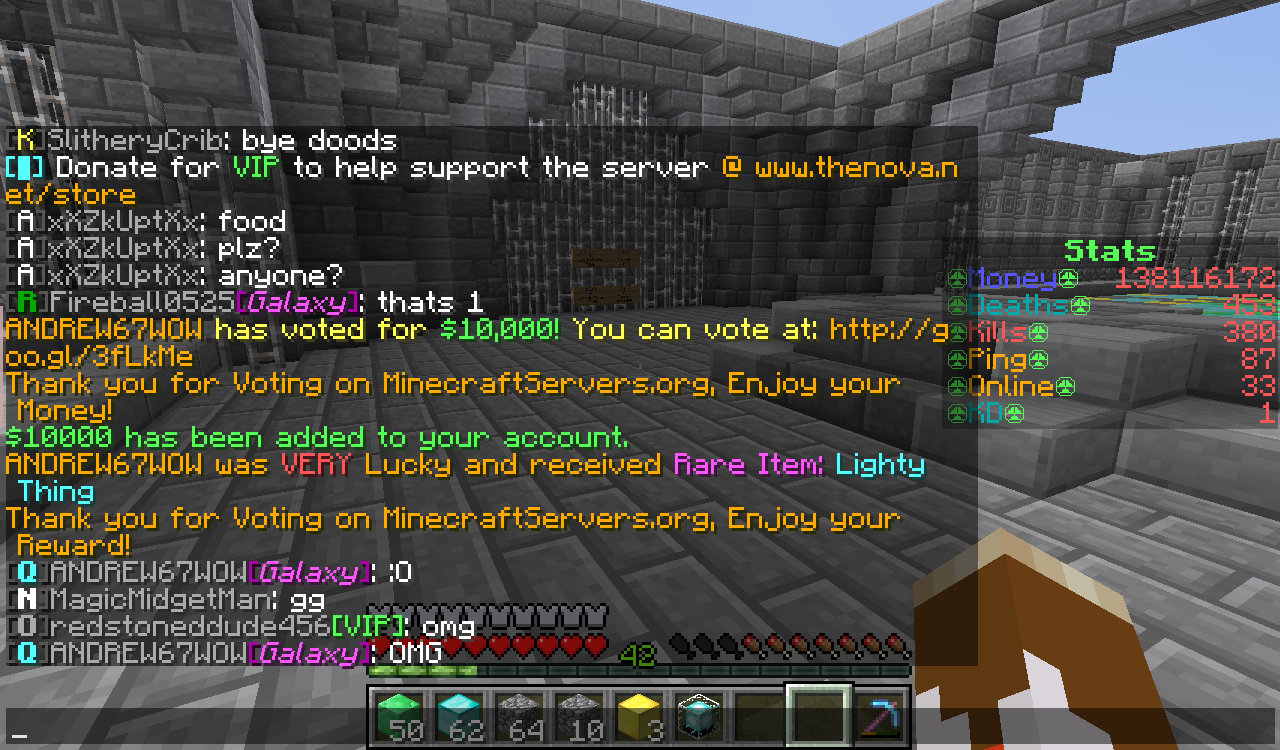 [K]SlitheryCrib: bye doods
[█] Donate for VIP to help support the server @ www.thenova.n
et/store
[A]xXZkUptXx: food
[A]xXZkUptXx: plz?
[A]xXZkUptXx: anyone?
[R]Fireball0525[Galaxy]: thats 1
ANDREW67WOW has voted for $10,000! You can vote at: http://g
oo.gl/3fLkMe
Thank you for Voting on MinecraftServers.org, Enjoy your
Money!
$10000 has been added to your account.
ANDREW67WOW was VERY Lucky and received Rare Item: Lighty
Thing
Thank you for Voting on MinecraftServers.org, Enjoy your
Reward!
[Q]ANDREW67WOW[Galaxy]: :O
[N]MagicMidgetMan: gg
[O]redstoneddude456[VIP]: omg
[Q]ANDREW67WOW[Galaxy]: OMG
Stats
Money 138116172
Deaths 453
Kills 380
Ping 87
Online 33
KD 1
48
50 62 64 10 3
_